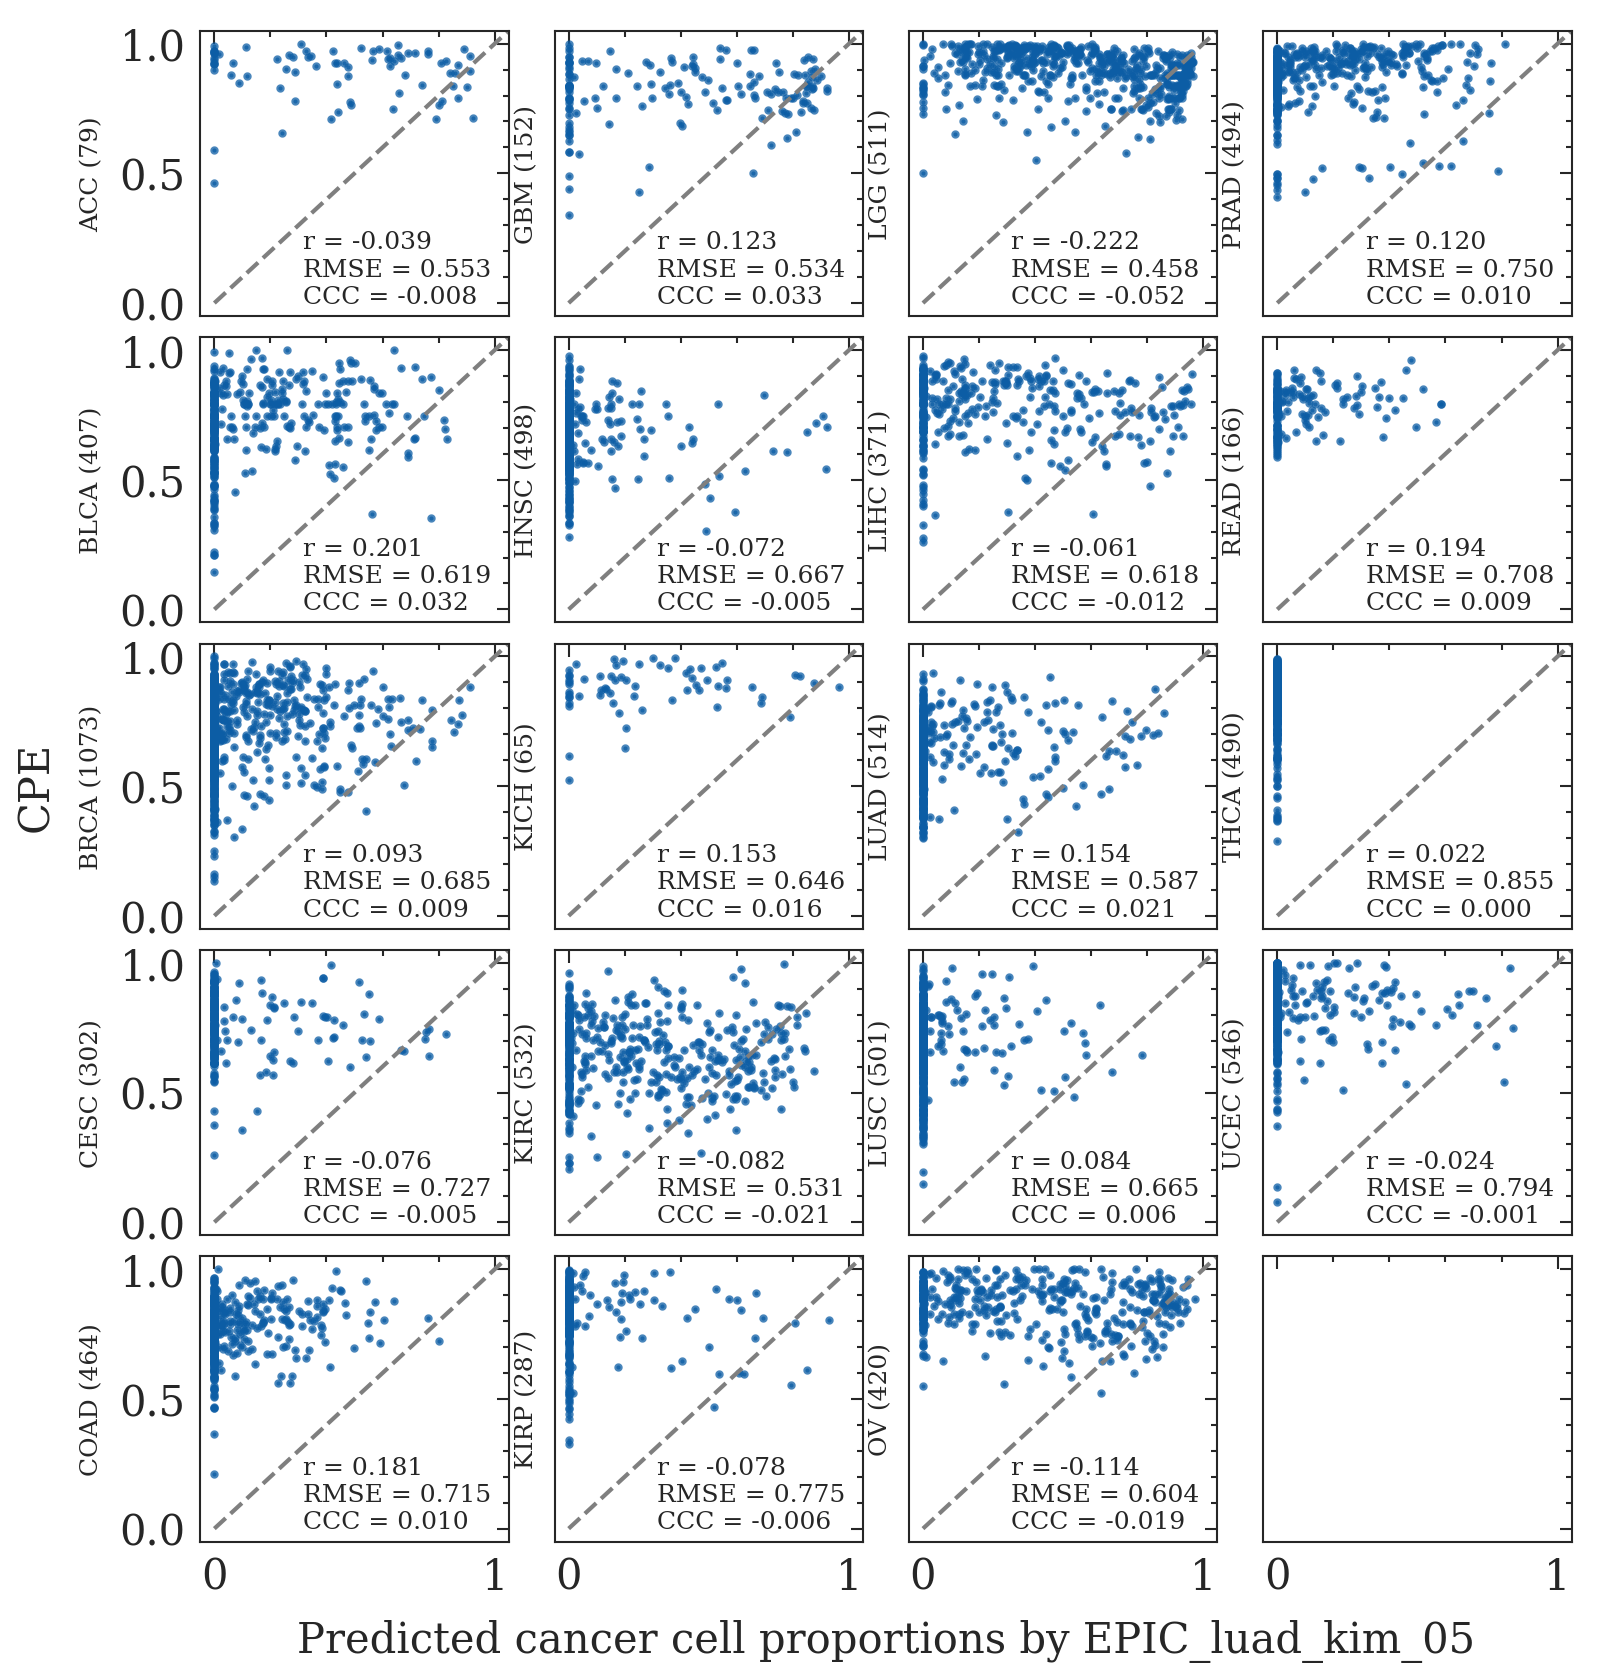 CPE
ACC (79)
1.0
0.5
0.0
r = -0.039
RMSE = 0.553
CCC = -0.008
GBM (152)
r = 0.123
RMSE = 0.534
CCC = 0.033
LGG (511)
r = -0.222
RMSE = 0.458
CCC = -0.052
PRAD (494)
r = 0.120
RMSE = 0.750
CCC = 0.010
BLCA (407)
1.0
0.5
0.0
r = 0.201
RMSE = 0.619
CCC = 0.032
HNSC (498)
r = -0.072
RMSE = 0.667
CCC = -0.005
LIHC (371)
r = -0.061
RMSE = 0.618
CCC = -0.012
READ (166)
r = 0.194
RMSE = 0.708
CCC = 0.009
BRCA (1073)
1.0
0.5
0.0
r = 0.093
RMSE = 0.685
CCC = 0.009
KICH (65)
r = 0.153
RMSE = 0.646
CCC = 0.016
LUAD (514)
r = 0.154
RMSE = 0.587
CCC = 0.021
THCA (490)
r = 0.022
RMSE = 0.855
CCC = 0.000
CESC (302)
1.0
0.5
0.0
r = -0.076
RMSE = 0.727
CCC = -0.005
KIRC (532)
r = -0.082
RMSE = 0.531
CCC = -0.021
LUSC (501)
r = 0.084
RMSE = 0.665
CCC = 0.006
UCEC (546)
r = -0.024
RMSE = 0.794
CCC = -0.001
COAD (464)
1.0
0.5
0.0
r = 0.181
RMSE = 0.715
CCC = 0.010
KIRP (287)
r = -0.078
RMSE = 0.775
CCC = -0.006
OV (420)
r = -0.114
RMSE = 0.604
CCC = -0.019
0 1 0 1 0 1 0 1
Predicted cancer cell proportions by EPIC_luad_kim_05